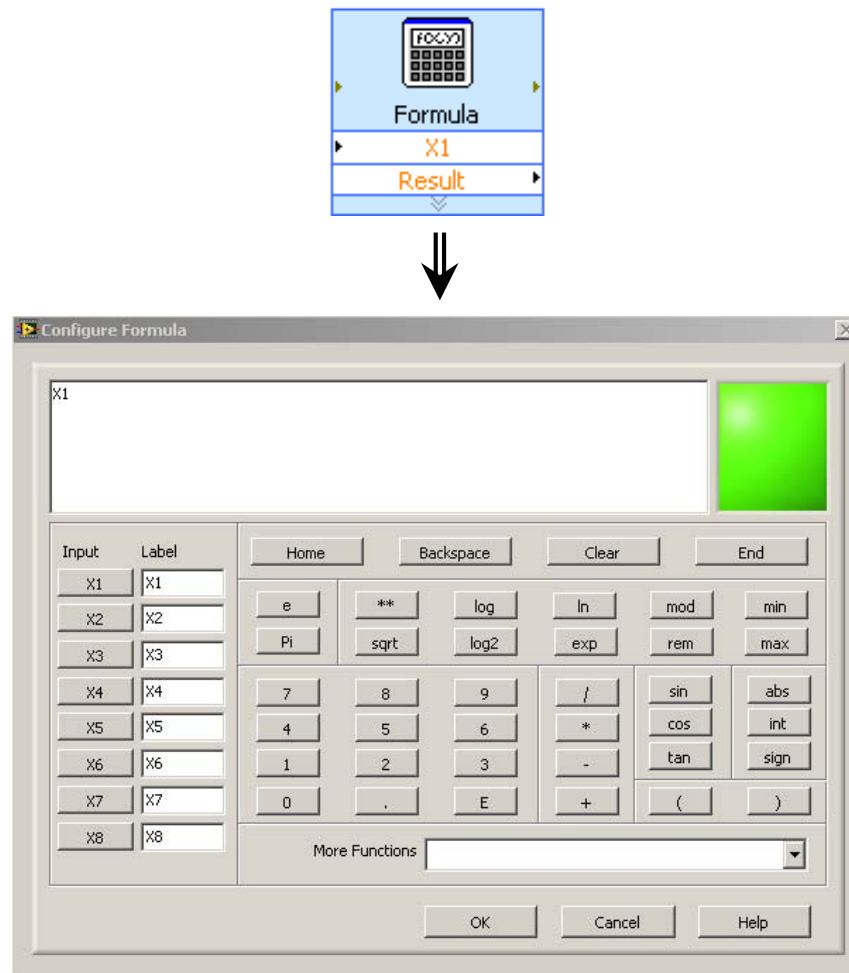 f(x,y)
Formula
X1
Result
Configure Formula
X1
Input Label
X1 X1
X2 X2
X3 X3
X4 X4
X5 X5
X6 X6
X7 X7
X8 X8
Home Backspace Clear End
e ** log ln mod min
Pi sqrt log2 exp rem max
7 8 9 / sin abs
4 5 6 * cos int
1 2 3 - tan sign
0 . E + ( )
More Functions
OK Cancel Help